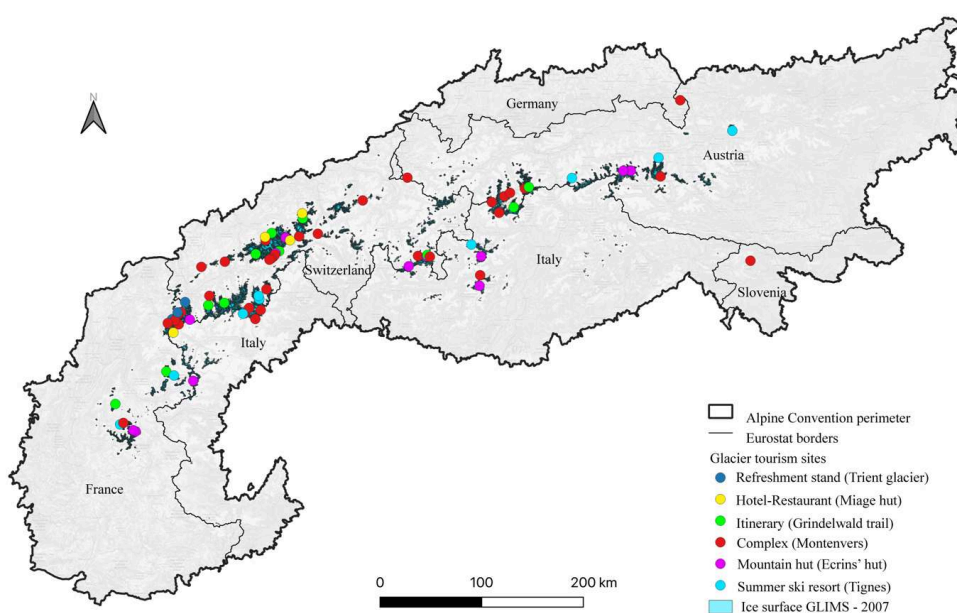 N
Germany
Austria
Switzerland
Italy
Slovenia
Italy
France
Alpine Convention perimeter
Eurostat borders
Glacier tourism sites
Refreshment stand (Trient glacier)
Hotel-Restaurant (Miage hut)
Itinerary (Grindelwald trail)
Complex (Montenvers)
Mountain hut (Ecrins' hut)
Summer ski resort (Tignes)
Ice surface GLIMS - 2007
0 100 200 km